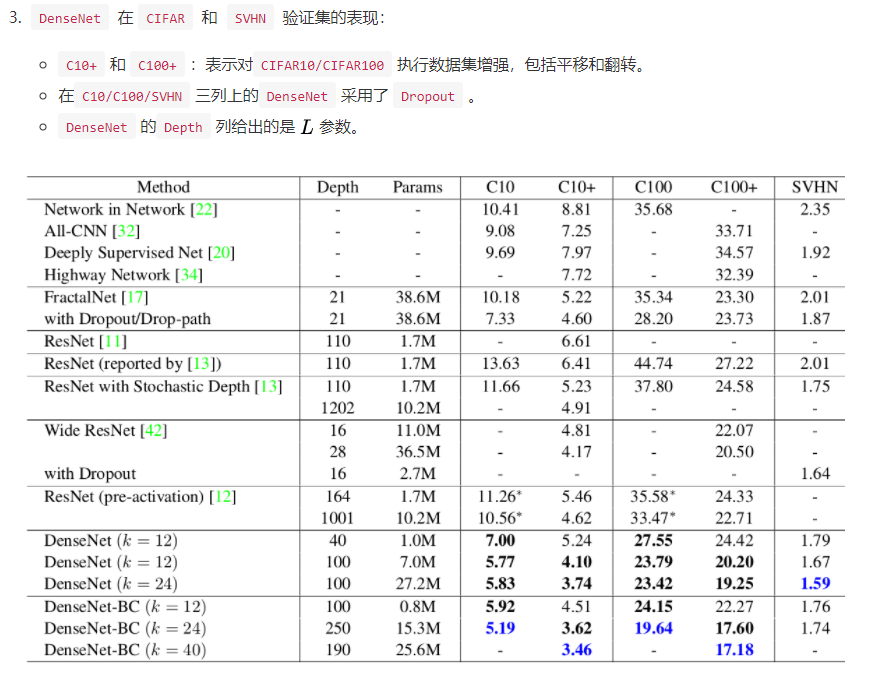 3. DenseNet 在 CIFAR 和 SVHN 验证集的表现：
C10+ 和 C100+ ：表示对 CIFAR10/CIFAR100 执行数据集增强，包括平移和翻转。
在 C10/C100/SVHN 三列上的 DenseNet 采用了 Dropout 。
DenseNet 的 Depth 列给出的是 L 参数。
Method Depth Params C10 C10+ C100 C100+ SVHN
Network in Network [22] - - 10.41 8.81 35.68 - 2.35
All-CNN [32] - - 9.08 7.25 - 33.71 -
Deeply Supervised Net [20] - - 9.69 7.97 - 34.57 1.92
Highway Network [34] - - - 7.72 - 32.39 -
FractalNet [17] 21 38.6M 10.18 5.22 35.34 23.30 2.01
with Dropout/Drop-path 21 38.6M 7.33 4.60 28.20 23.73 1.87
ResNet [11] 110 1.7M - 6.61 - - -
ResNet (reported by [13]) 110 1.7M 13.63 6.41 44.74 27.22 2.01
ResNet with Stochastic Depth [13] 110 1.7M 11.66 5.23 37.80 24.58 1.75
1202 10.2M - 4.91 - - -
Wide ResNet [42] 16 11.0M - 4.81 - 22.07 -
28 36.5M - 4.17 - 20.50 -
with Dropout 16 2.7M - - - - 1.64
ResNet (pre-activation) [12] 164 1.7M 11.26* 5.46 35.58* 24.33 -
1001 10.2M 10.56* 4.62 33.47* 22.71 -
DenseNet (k = 12) 40 1.0M 7.00 5.24 27.55 24.42 1.79
DenseNet (k = 12) 100 7.0M 5.77 4.10 23.79 20.20 1.67
DenseNet (k = 24) 100 27.2M 5.83 3.74 23.42 19.25 1.59
DenseNet-BC (k = 12) 100 0.8M 5.92 4.51 24.15 22.27 1.76
DenseNet-BC (k = 24) 250 15.3M 5.19 3.62 19.64 17.60 1.74
DenseNet-BC (k = 40) 190 25.6M - 3.46 - 17.18 -